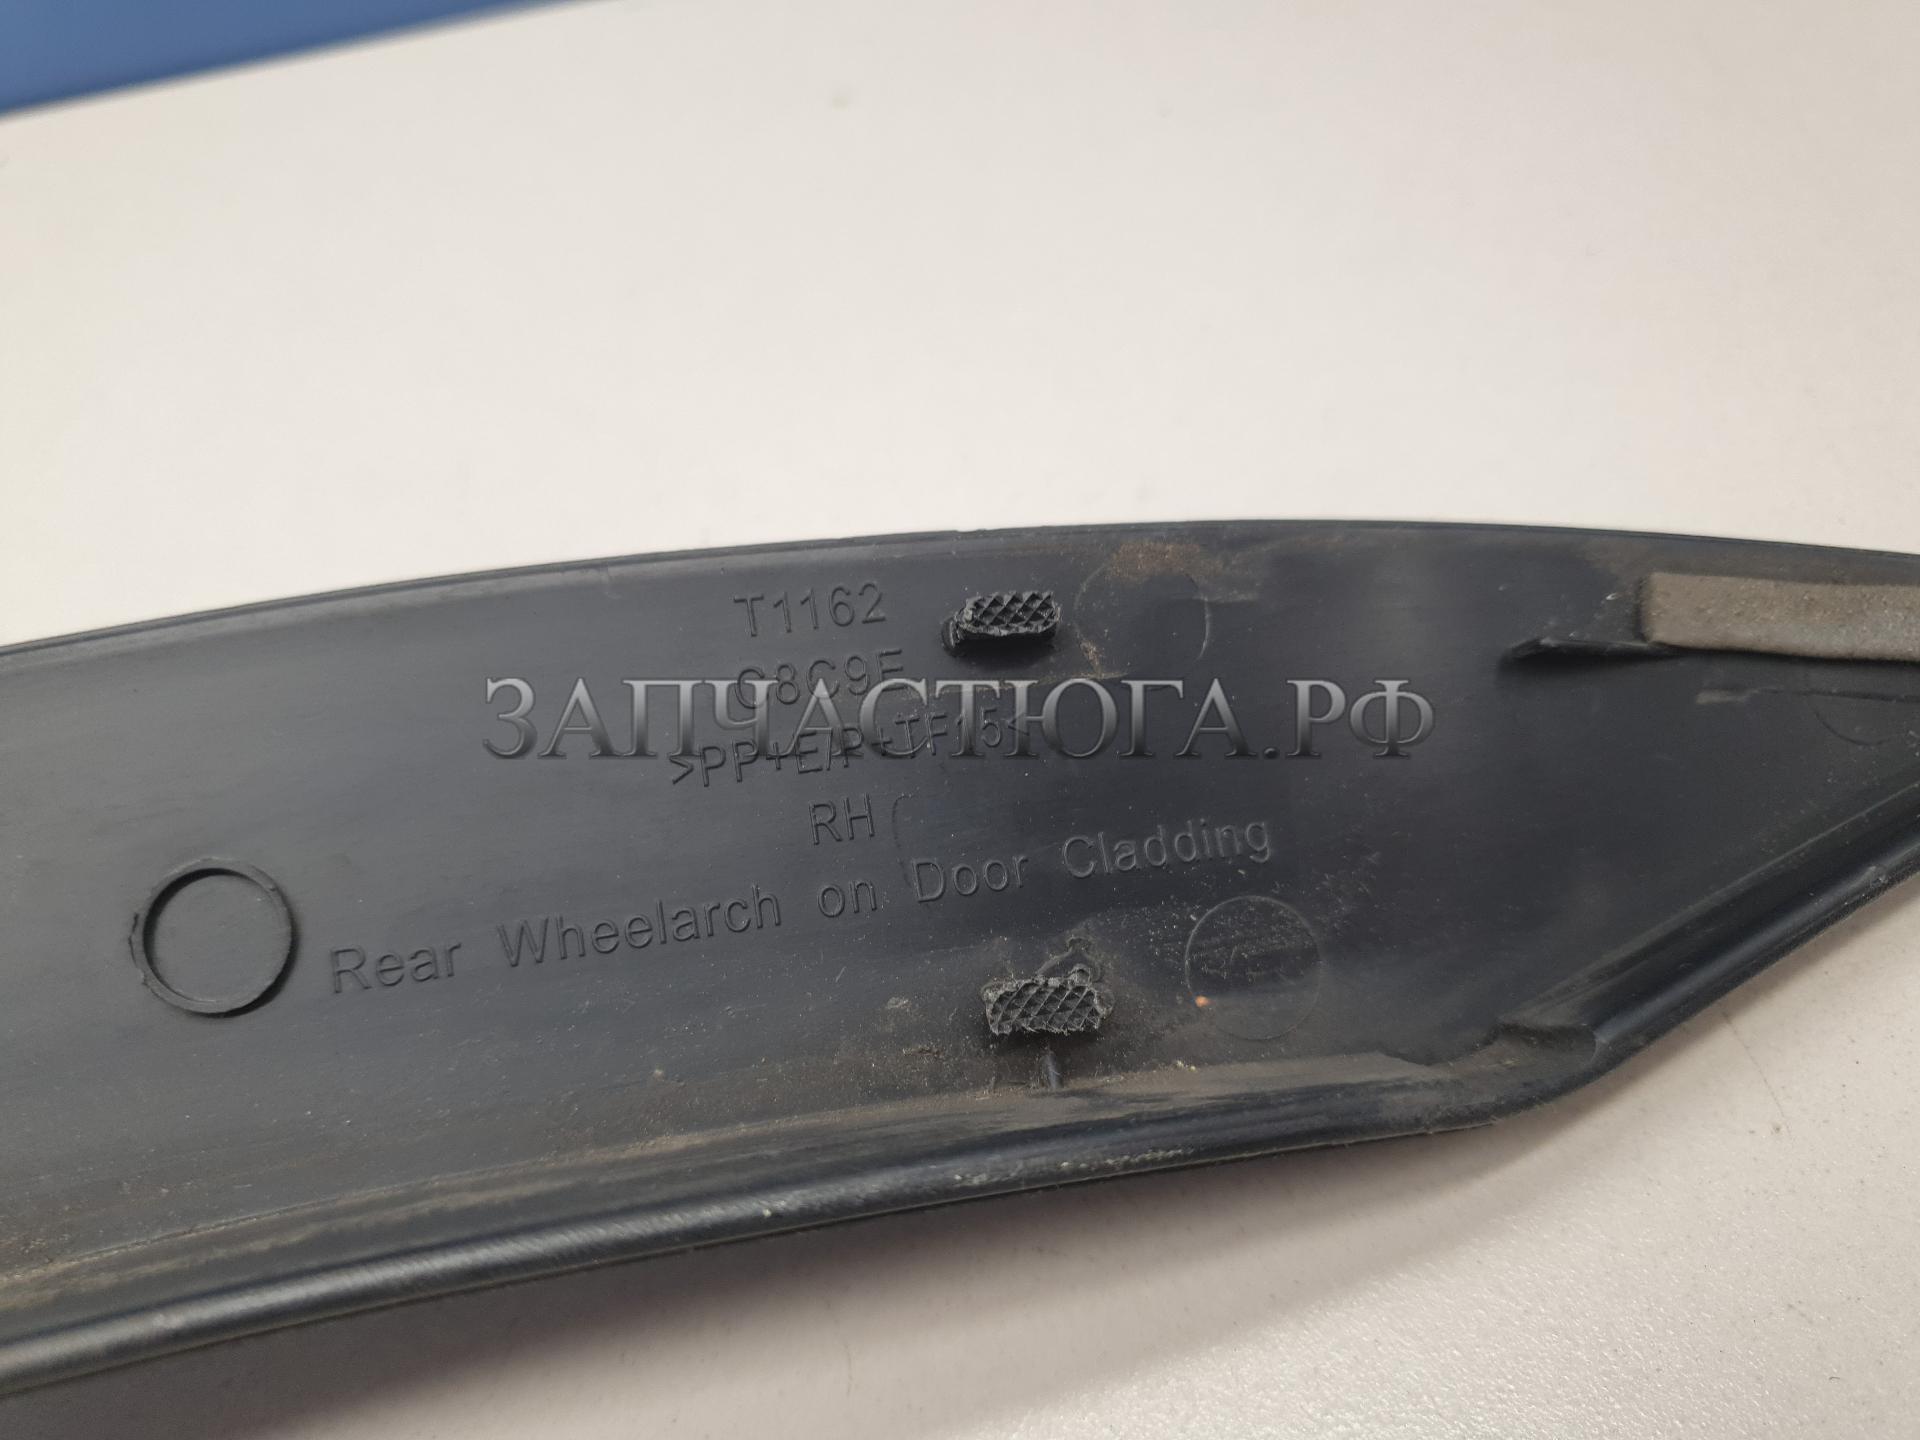 T1162
ЗАПЧАСТЮГА.РФ
RH
Rear Wheelarch on Door Cladding